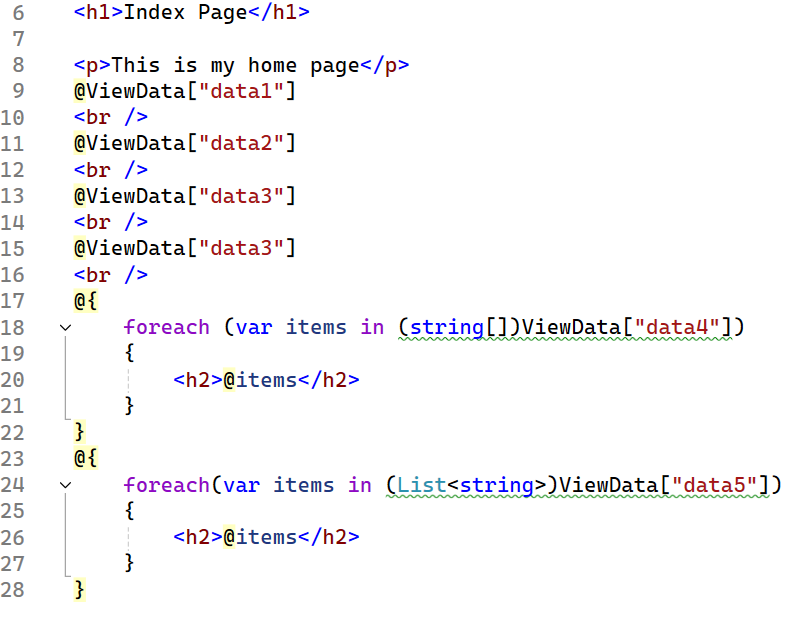 6 <h1>Index Page</h1>
7
8 <p>This is my home page</p>
9 @ViewData["data1"]
10 <br />
11 @ViewData["data2"]
12 <br />
13 @ViewData["data3"]
14 <br />
15 @ViewData["data3"]
16 <br />
17 @{
18 foreach (var items in (string[])ViewData["data4"])
19 {
20 <h2>@items</h2>
21 }
22 }
23 @{
24 foreach(var items in (List<string>)ViewData["data5"])
25 {
26 <h2>@items</h2>
27 }
28 }